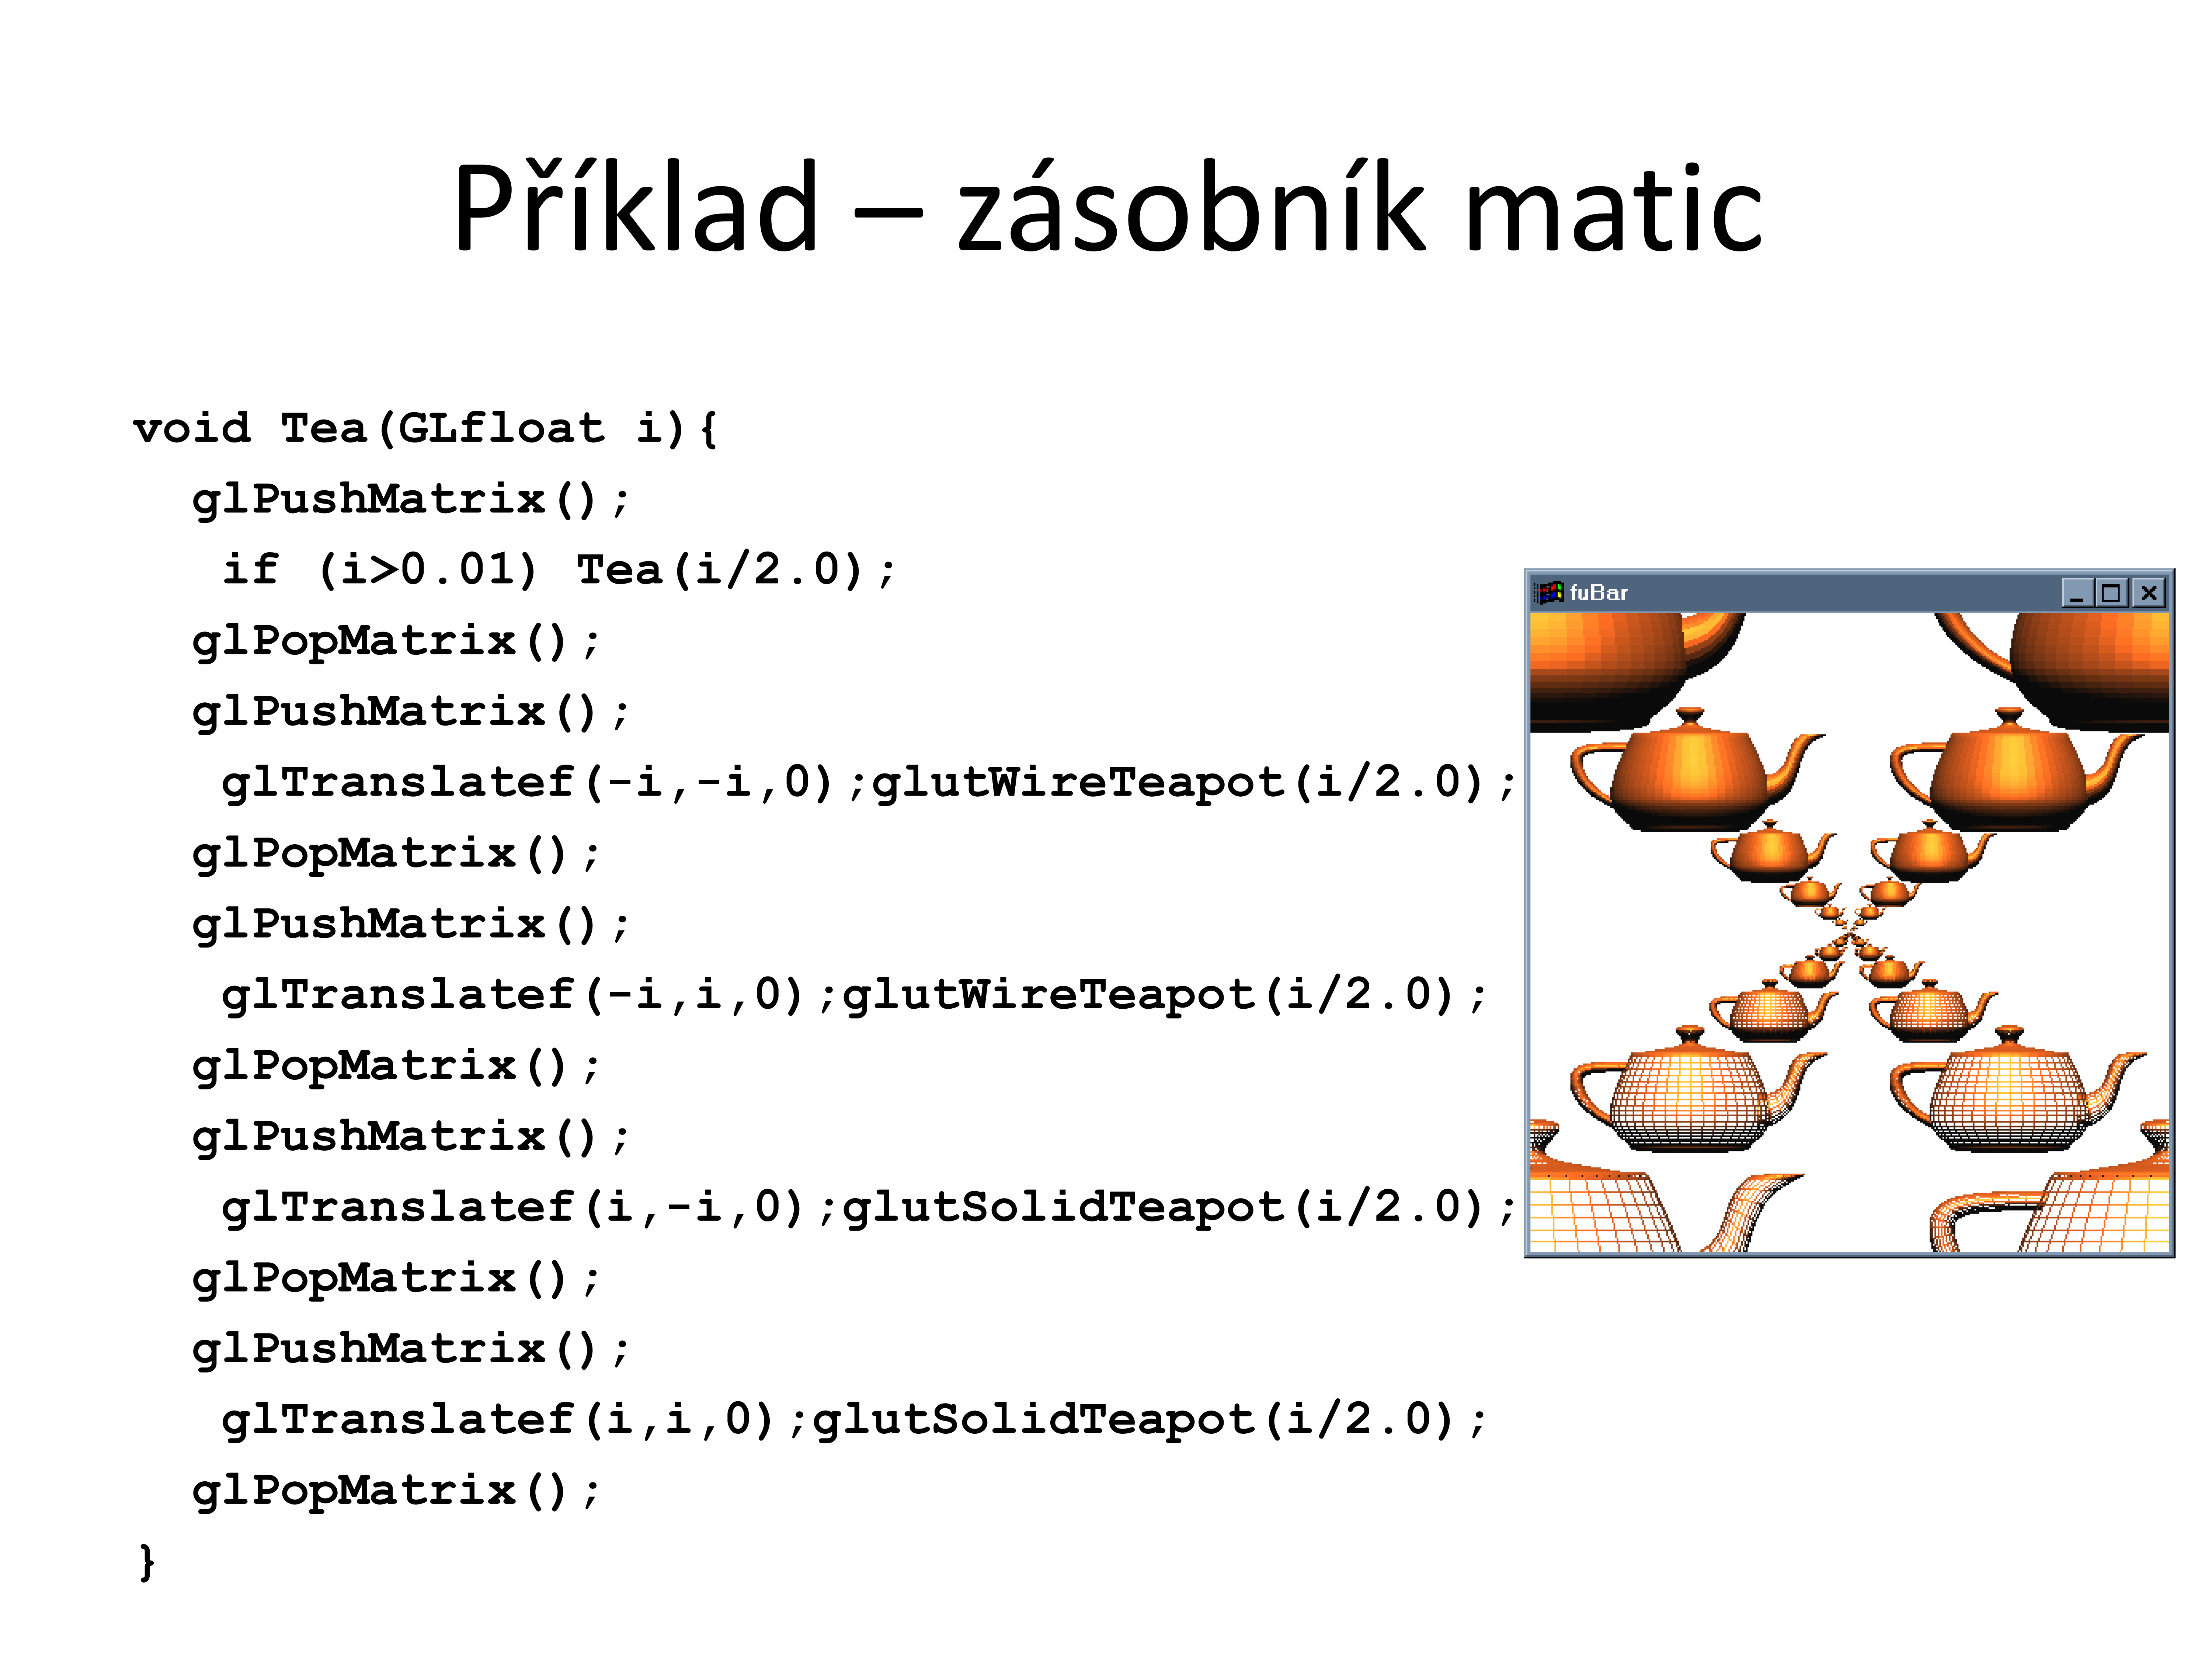 Příklad – zásobník matic
void Tea(GLfloat i){
glPushMatrix();
if (i>0.01) Tea(i/2.0);
glPopMatrix();
glPushMatrix();
glTranslatef(-i,-i,0);glutWireTeapot(i/2.0);
glPopMatrix();
glPushMatrix();
glTranslatef(-i,i,0);glutWireTeapot(i/2.0);
glPopMatrix();
glPushMatrix();
glTranslatef(i,-i,0);glutSolidTeapot(i/2.0);
glPopMatrix();
glPushMatrix();
glTranslatef(i,i,0);glutSolidTeapot(i/2.0);
glPopMatrix();
}
fuBar